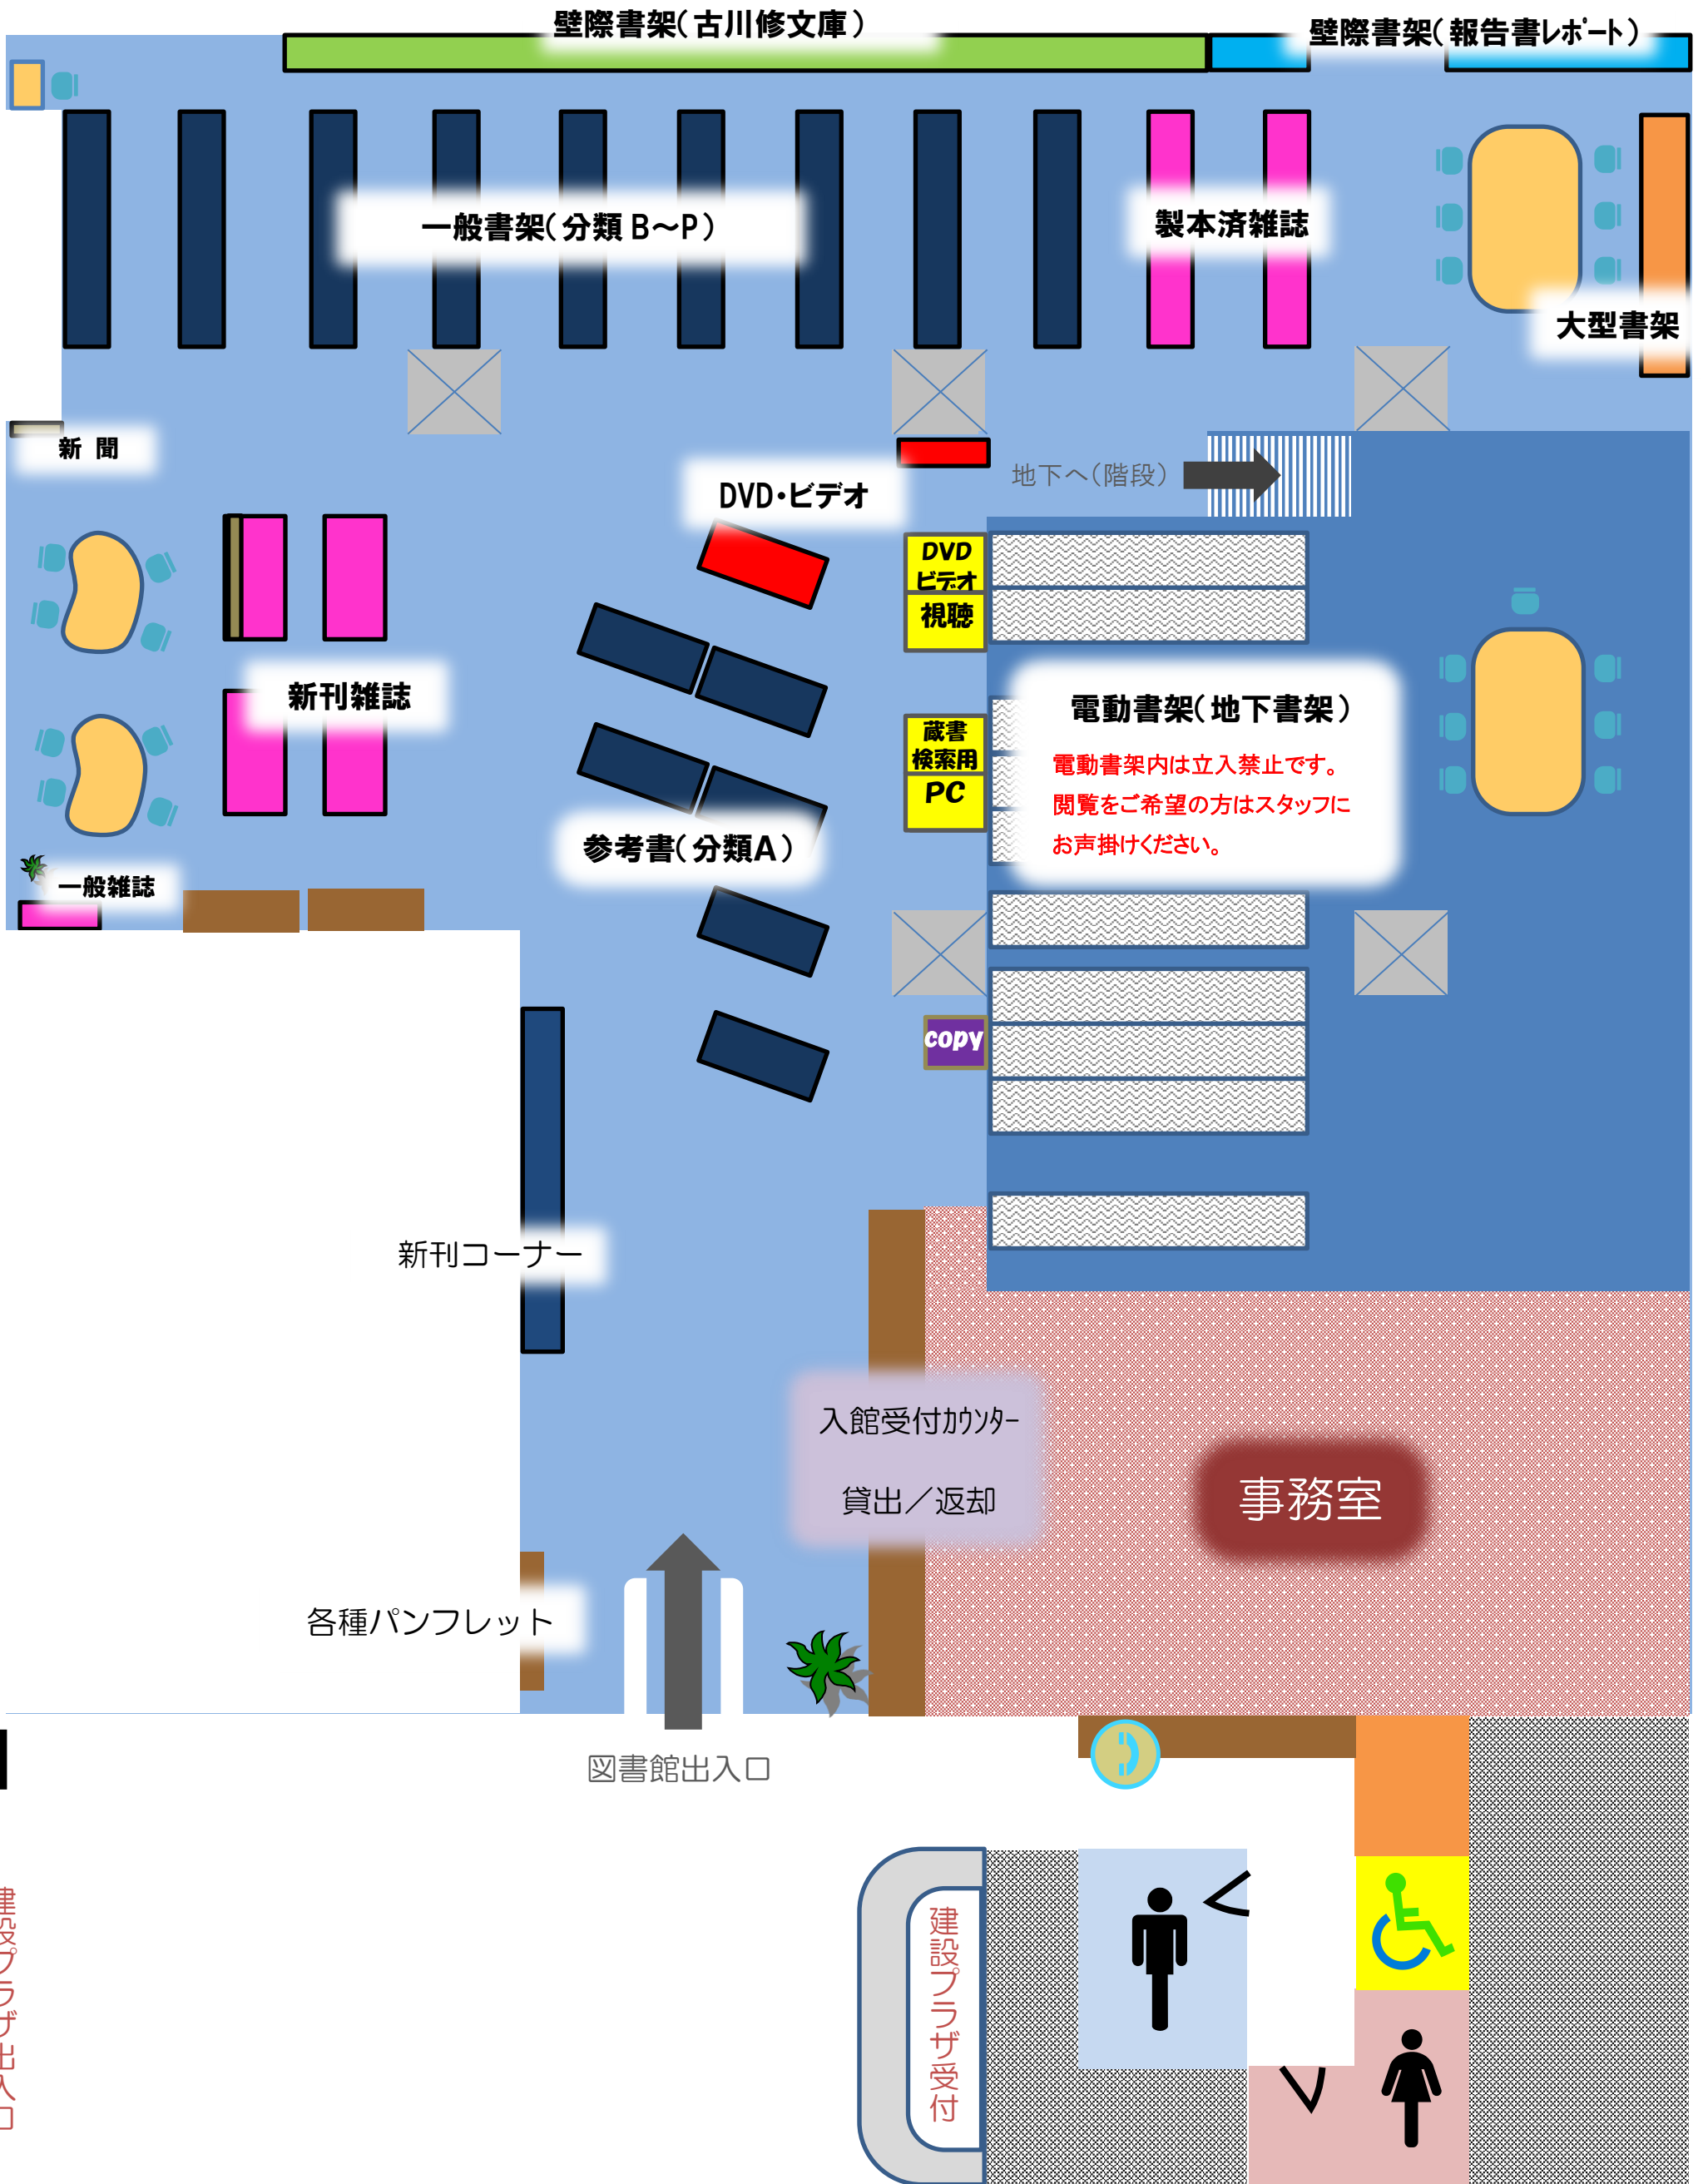 壁際書架(古川修文庫)
壁際書架(報告書ﾚﾎﾟｰﾄ)
一般書架(分類B～P)
製本済雑誌
大型書架
新 聞
地下へ(階段)
DVD・ビデオ
DVD
ビデオ
視聴
新刊雑誌
電動書架(地下書架)
電動書架内は立入禁止です。
閲覧をご希望の方はスタッフに
お声掛けください。
蔵書
検索用
PC
参考書(分類A)
一般雑誌
copy
新刊コーナー
入館受付ｶｳﾝﾀｰ
貸出／返却
事務室
各種パンフレット
図書館出入口
建設プラザ出入口
建設プラザ受付